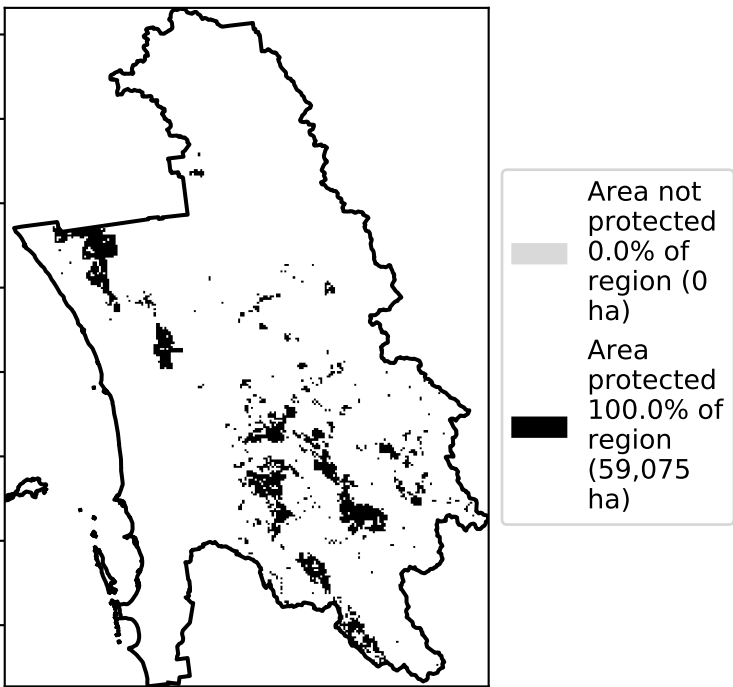 Area not
protected
0.0% of
region (0
ha)
Area
protected
100.0% of
region
(59,075
ha)